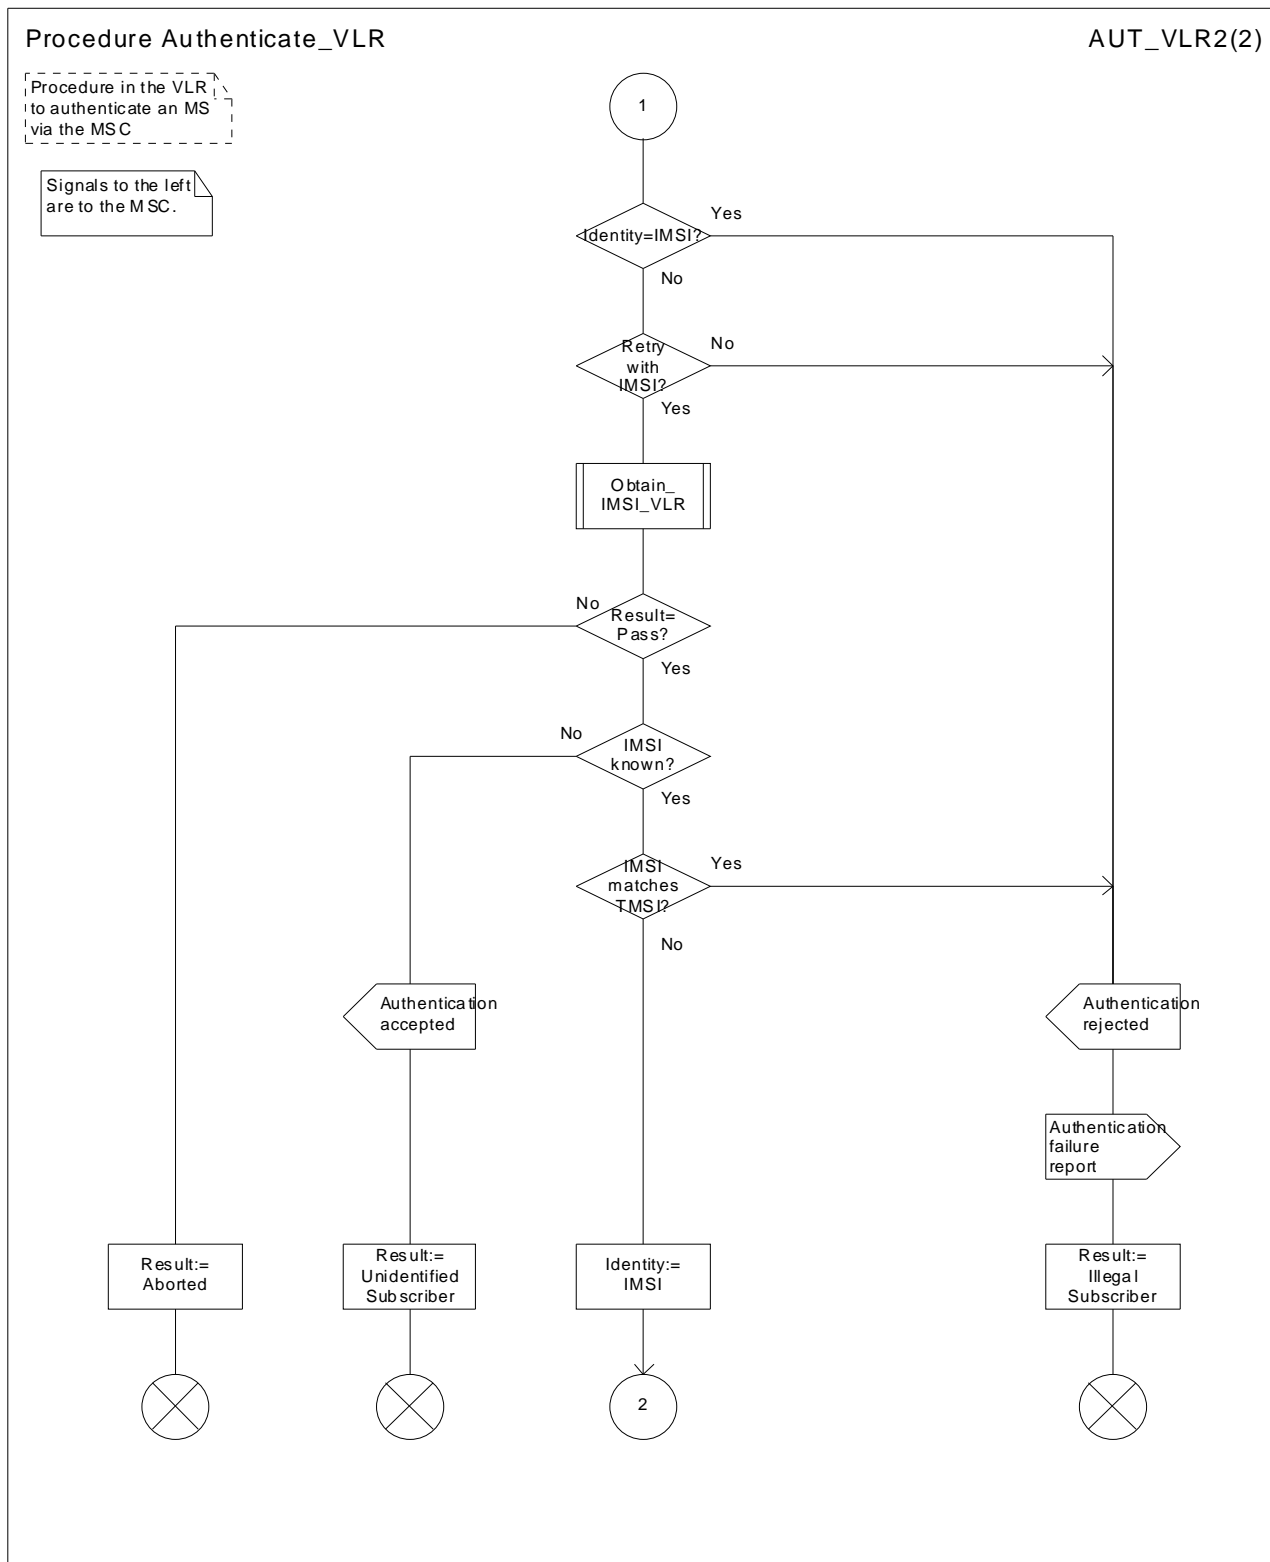 Procedure Authenticate_VLR
AUT_VLR2(2)
Procedure in the VLR
to authenticate an MS
via the MSC
Signals to the left
are to the MSC.
1
Identity=IMSI?
Yes
No
Retry
with
IMSI?
No
Yes
Obtain_
IMSI_VLR
Result=
Pass?
No
Yes
IMSI
known?
No
Yes
IMSI
matches
TMSI?
Yes
No
Authentication
accepted
Authentication
rejected
Authentication
failure
report
Result:=
Aborted
Result:=
Unidentified
Subscriber
Identity:=
IMSI
Result:=
Illegal
Subscriber
2